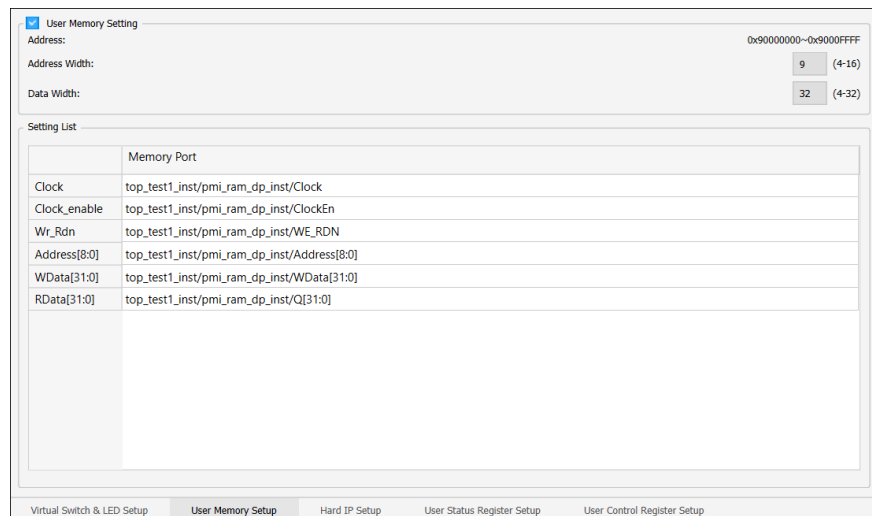 User Memory Setting
Address: 0x90000000~0x9000FFFF
Address Width: 9 (4-16)
Data Width: 32 (4-32)
Setting List
Memory Port
Clock top_test1_inst/pmi_ram_dp_inst/Clock
Clock_enable top_test1_inst/pmi_ram_dp_inst/ClockEn
Wr_Rdn top_test1_inst/pmi_ram_dp_inst/WE_RDN
Address[8:0] top_test1_inst/pmi_ram_dp_inst/Address[8:0]
WData[31:0] top_test1_inst/pmi_ram_dp_inst/WData[31:0]
RData[31:0] top_test1_inst/pmi_ram_dp_inst/Q[31:0]
Virtual Switch & LED Setup User Memory Setup Hard IP Setup User Status Register Setup User Control Register Setup